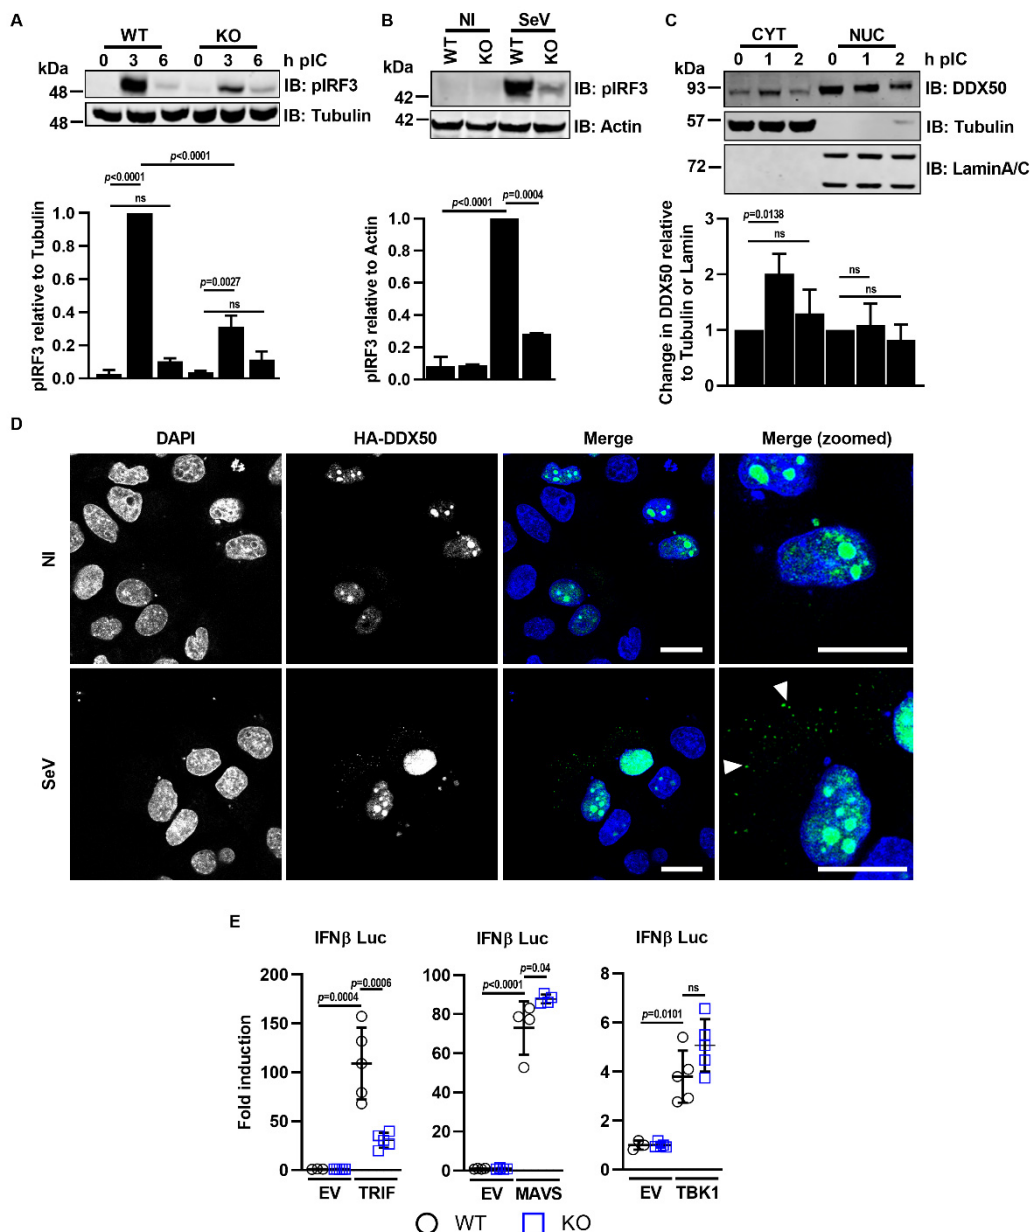 A
WT KO
0 3 6 0 3 6 h pIC
kDa
48 IB: pIRF3
48 IB: Tubulin
p<0.0001
p<0.0001
ns
p=0.0027
ns
pIRF3 relative to Tubulin
1.0
0.8
0.6
0.4
0.2
0.0
B
NI SeV
WT KO WT KO
kDa
42 IB: pIRF3
42 IB: Actin
p<0.0001
p=0.0004
pIRF3 relative to Actin
1.0
0.8
0.6
0.4
0.2
0.0
C
CYT NUC
0 1 2 0 1 2 h pIC
kDa
93 IB: DDX50
57 IB: Tubulin
72 IB: LaminA/C
p=0.0138
ns
ns
ns
Change in DDX50 relative
to Tubulin or Lamin
3
2
1
0
D
DAPI HA-DDX50 Merge Merge (zoomed)
NI
SeV
E
IFNβ Luc IFNβ Luc IFNβ Luc
Fold induction
200
150
100
50
0
p=0.0004
p=0.0006
EV TRIF
100
80
60
40
20
0
p<0.0001
p=0.04
EV MAVS
8
6
4
2
0
p=0.0101
ns
EV TBK1
WT KO